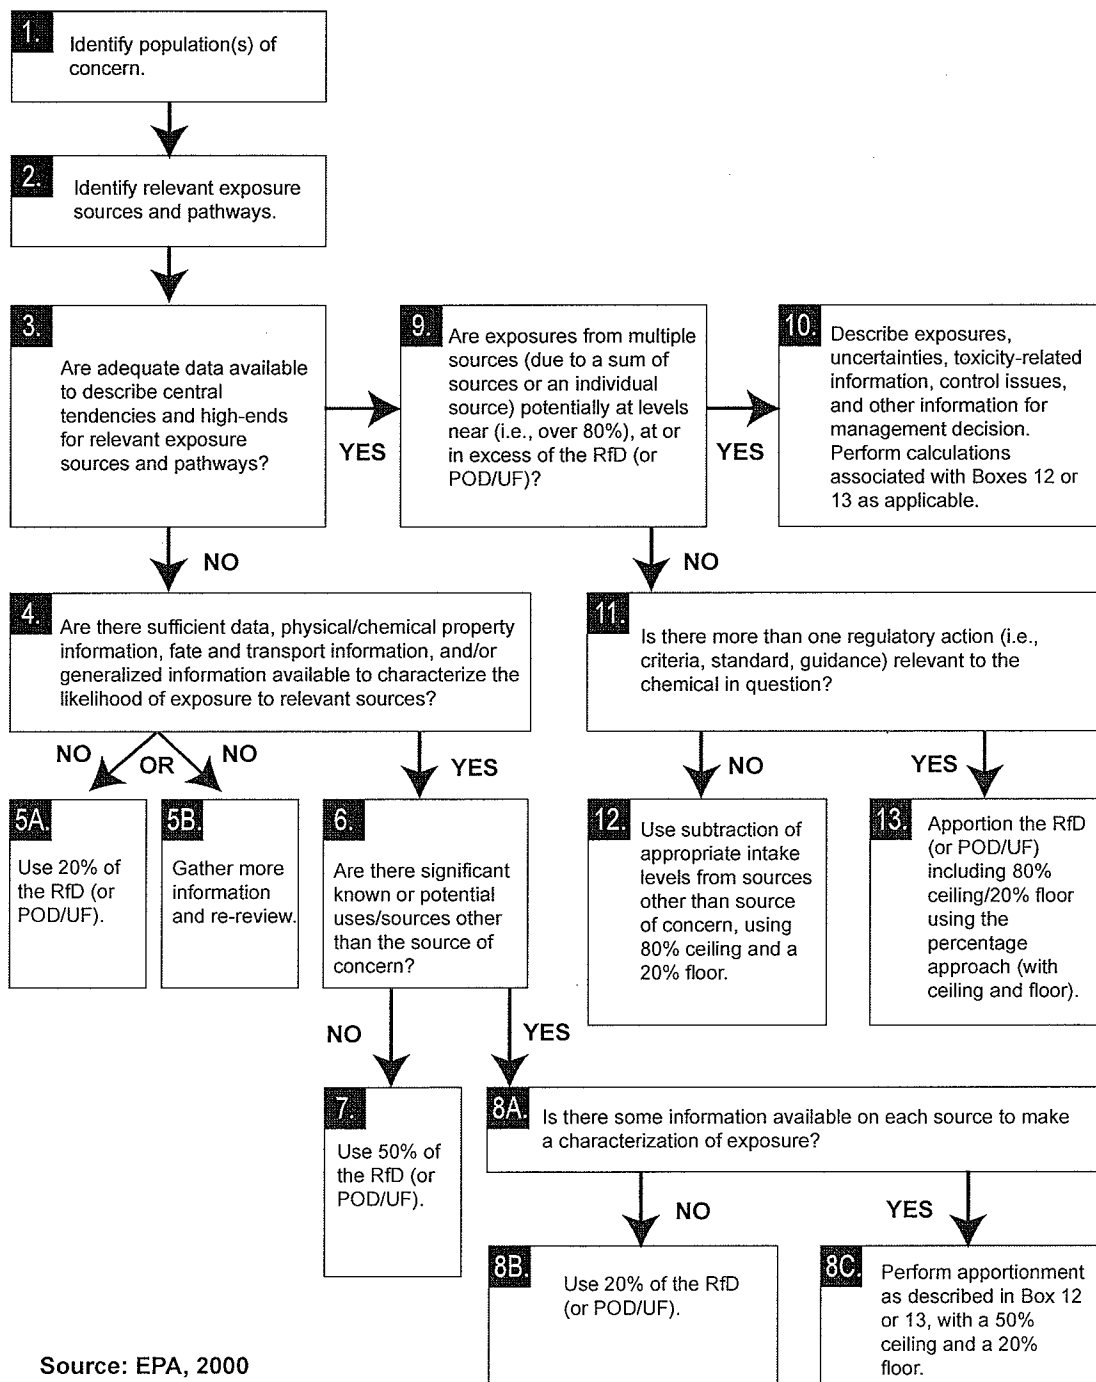 1.
Identify population(s) of
concern.
2.
Identify relevant exposure
sources and pathways.
3.
Are adequate data available
to describe central
tendencies and high-ends
for relevant exposure
sources and pathways?
YES
9.
Are exposures from multiple
sources (due to a sum of
sources or an individual
source) potentially at levels
near (i.e., over 80%), at or
in excess of the RfD (or
POD/UF)?
YES
10.
Describe exposures,
uncertainties, toxicity-related
information, control issues,
and other information for
management decision.
Perform calculations
associated with Boxes 12 or
13 as applicable.
NO
NO
4.
Are there sufficient data, physical/chemical property
information, fate and transport information, and/or
generalized information available to characterize the
likelihood of exposure to relevant sources?
11.
Is there more than one regulatory action (i.e.,
criteria, standard, guidance) relevant to the
chemical in question?
NO
OR
NO
YES
NO
YES
5A.
Use 20% of
the RfD (or
POD/UF).
5B.
Gather more
information
and re-review.
6.
Are there significant
known or potential
uses/sources other
than the source of
concern?
12.
Use subtraction of
appropriate intake
levels from sources
other than source
of concern, using
80% ceiling and a
20% floor.
13.
Apportion the RfD
(or POD/UF)
including 80%
ceiling/20% floor
using the
percentage
approach (with
ceiling and floor).
NO
YES
7.
Use 50% of
the RfD (or
POD/UF).
8A.
Is there some information available on each source to make
a characterization of exposure?
NO
YES
8B.
Use 20% of the RfD
(or POD/UF).
8C.
Perform apportionment
as described in Box 12
or 13, with a 50%
ceiling and a 20%
floor.
Source: EPA, 2000